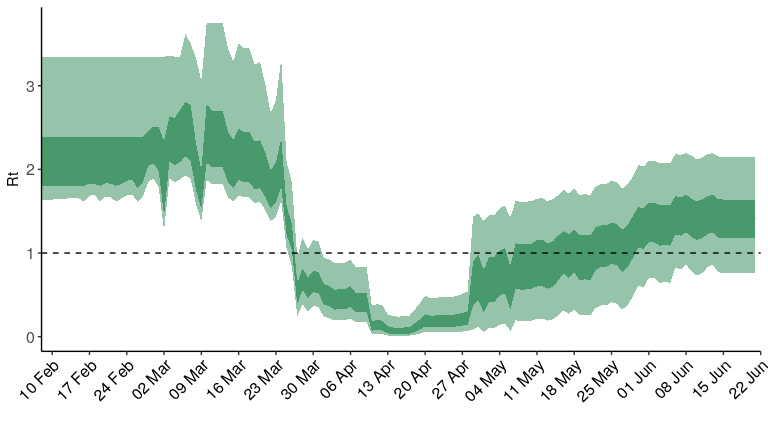 Rt
3
2
1
0
10 Feb
17 Feb
24 Feb
02 Mar
09 Mar
16 Mar
23 Mar
30 Mar
06 Apr
13 Apr
20 Apr
27 Apr
04 May
11 May
18 May
25 May
01 Jun
08 Jun
15 Jun
22 Jun